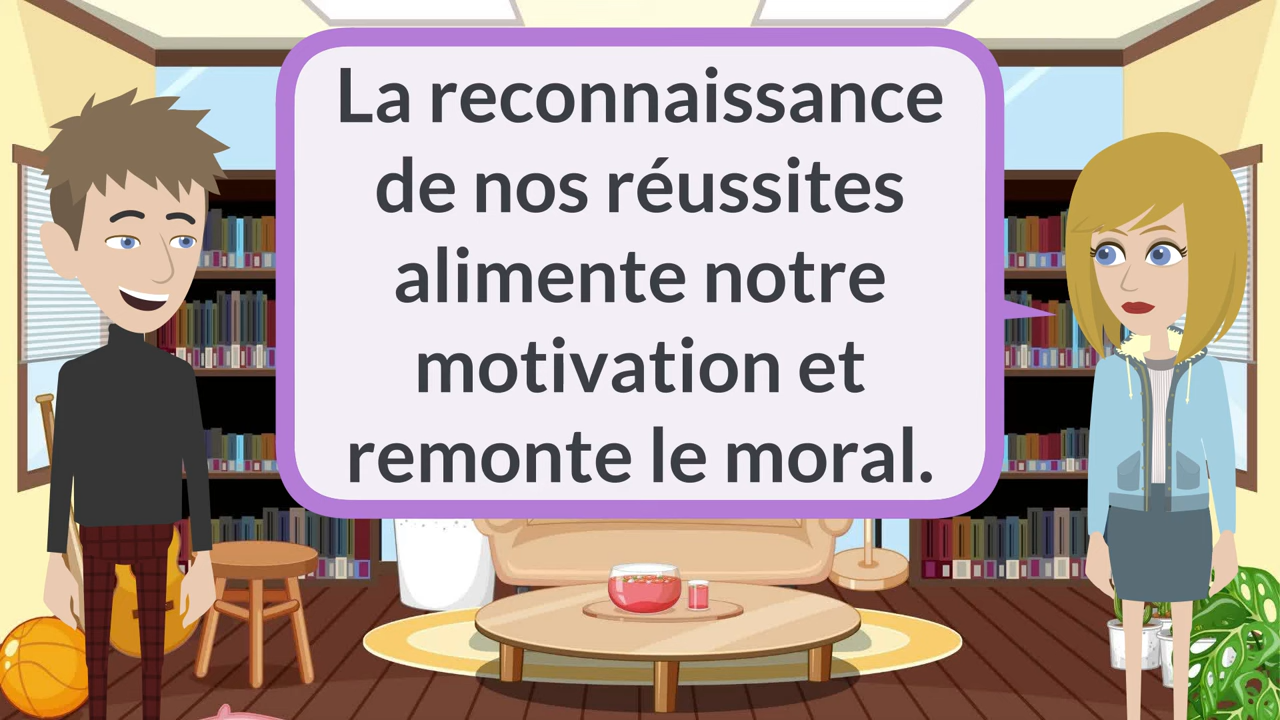 La reconnaissance
de nos réussites
alimente notre
motivation et
remonte le moral.